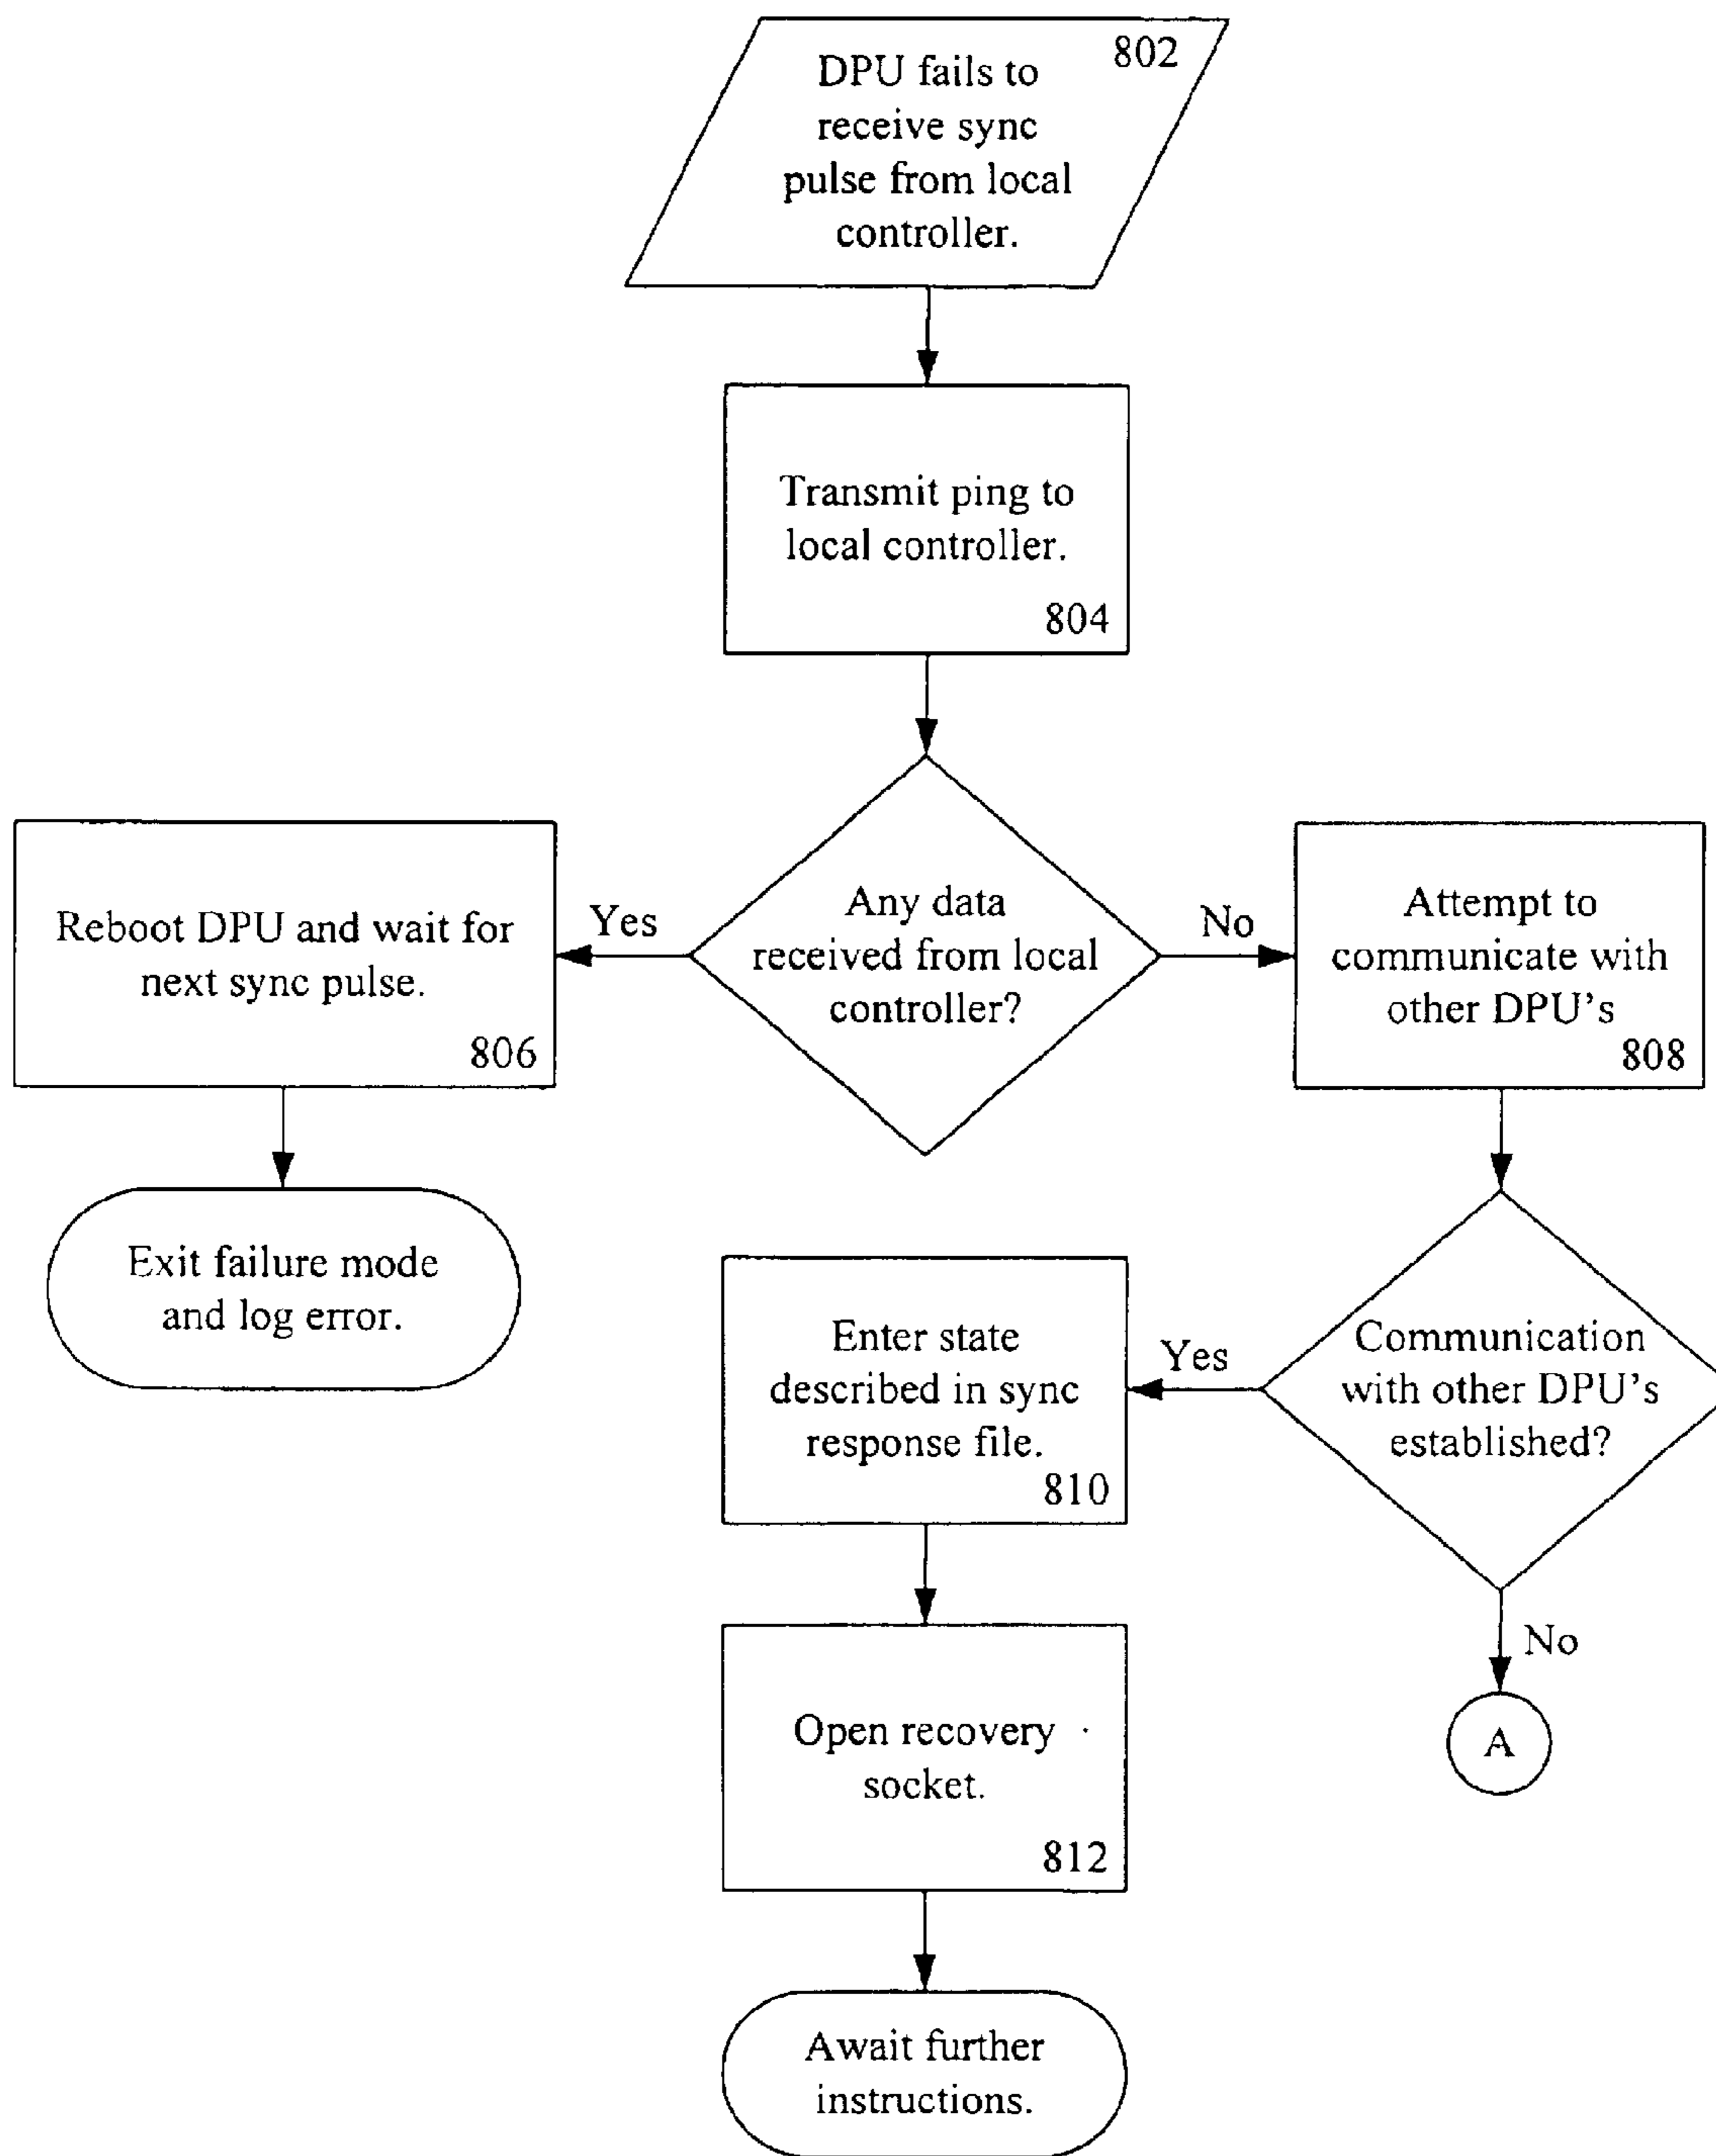 802
DPU fails to
receive sync
pulse from local
controller.
Transmit ping to
local controller.
804
Any data
received from local
controller?
Yes
No
Reboot DPU and wait for
next sync pulse.
806
Attempt to
communicate with
other DPU's
808
Exit failure mode
and log error.
Communication
with other DPU's
established?
Yes
No
Enter state
described in sync
response file.
810
A
Open recovery
socket.
812
Await further
instructions.